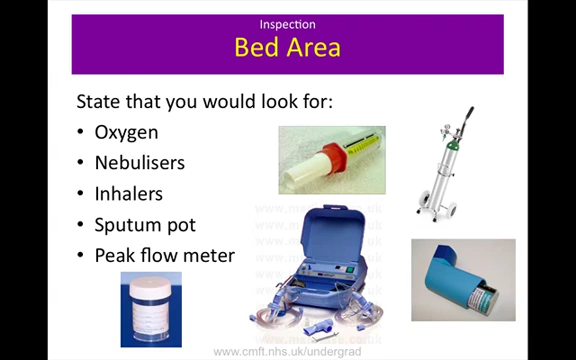 Inspection
Bed Area
State that you would look for:
• Oxygen
• Nebulisers
• Inhalers
• Sputum pot
• Peak flow meter
www.cmft.nhs.uk/undergrad